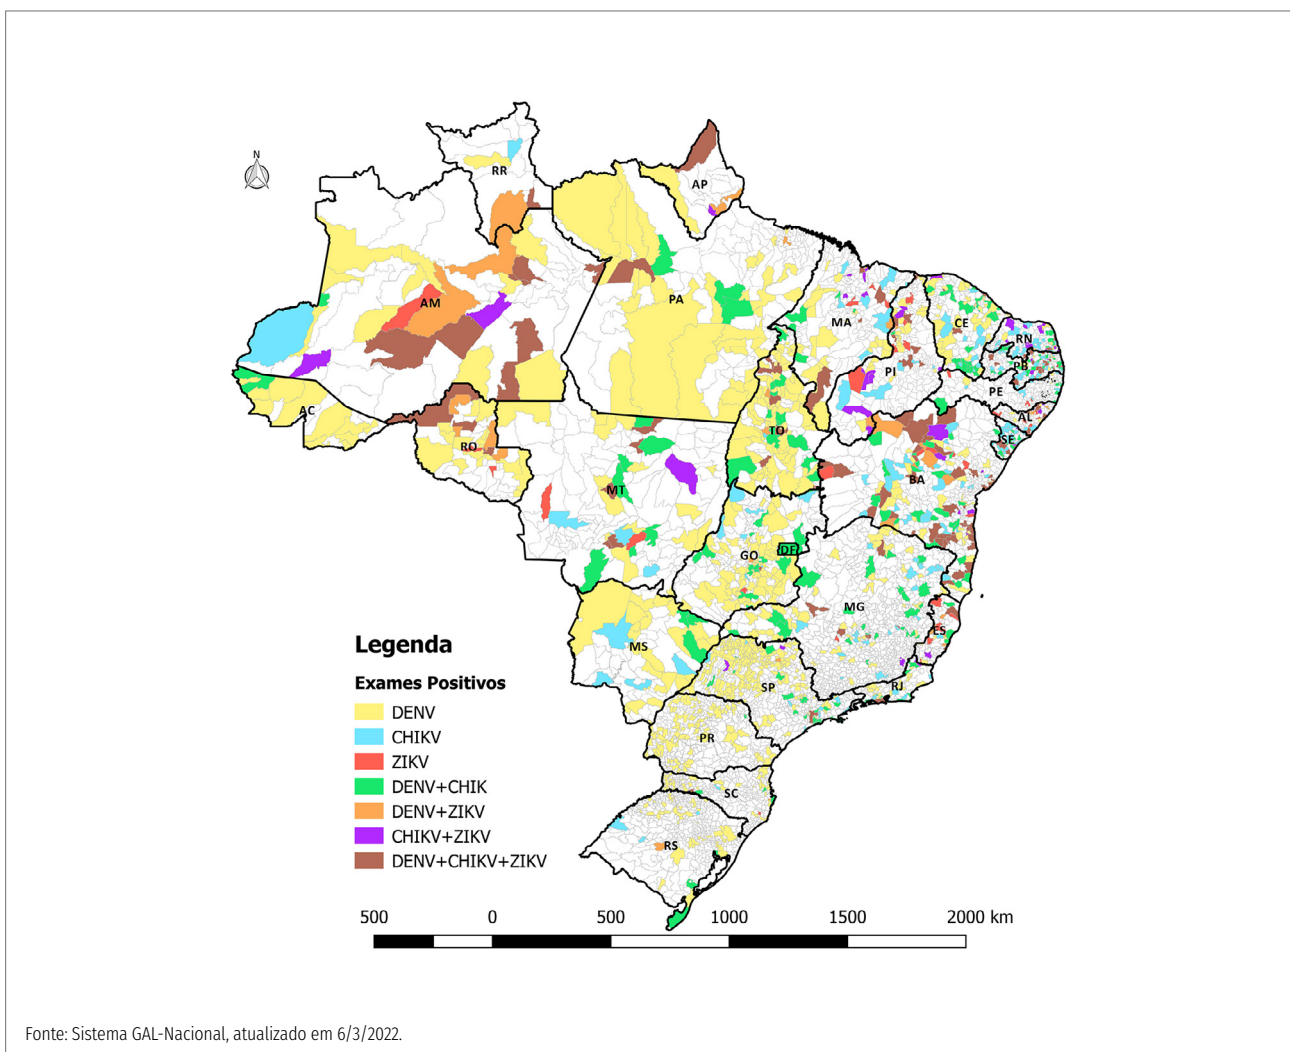 N
RR
AP
AM
PA
MA
CE
RN
PB
PE
AL
SE
PI
AC
RO
TO
BA
MT
GO
DF
MG
ES
MS
SP
RJ
PR
SC
RS
Legenda
Exames Positivos
DENV
CHIKV
ZIKV
DENV+CHIK
DENV+ZIKV
CHIKV+ZIKV
DENV+CHIKV+ZIKV
500 0 500 1000 1500 2000 km
Fonte: Sistema GAL-Nacional, atualizado em 6/3/2022.